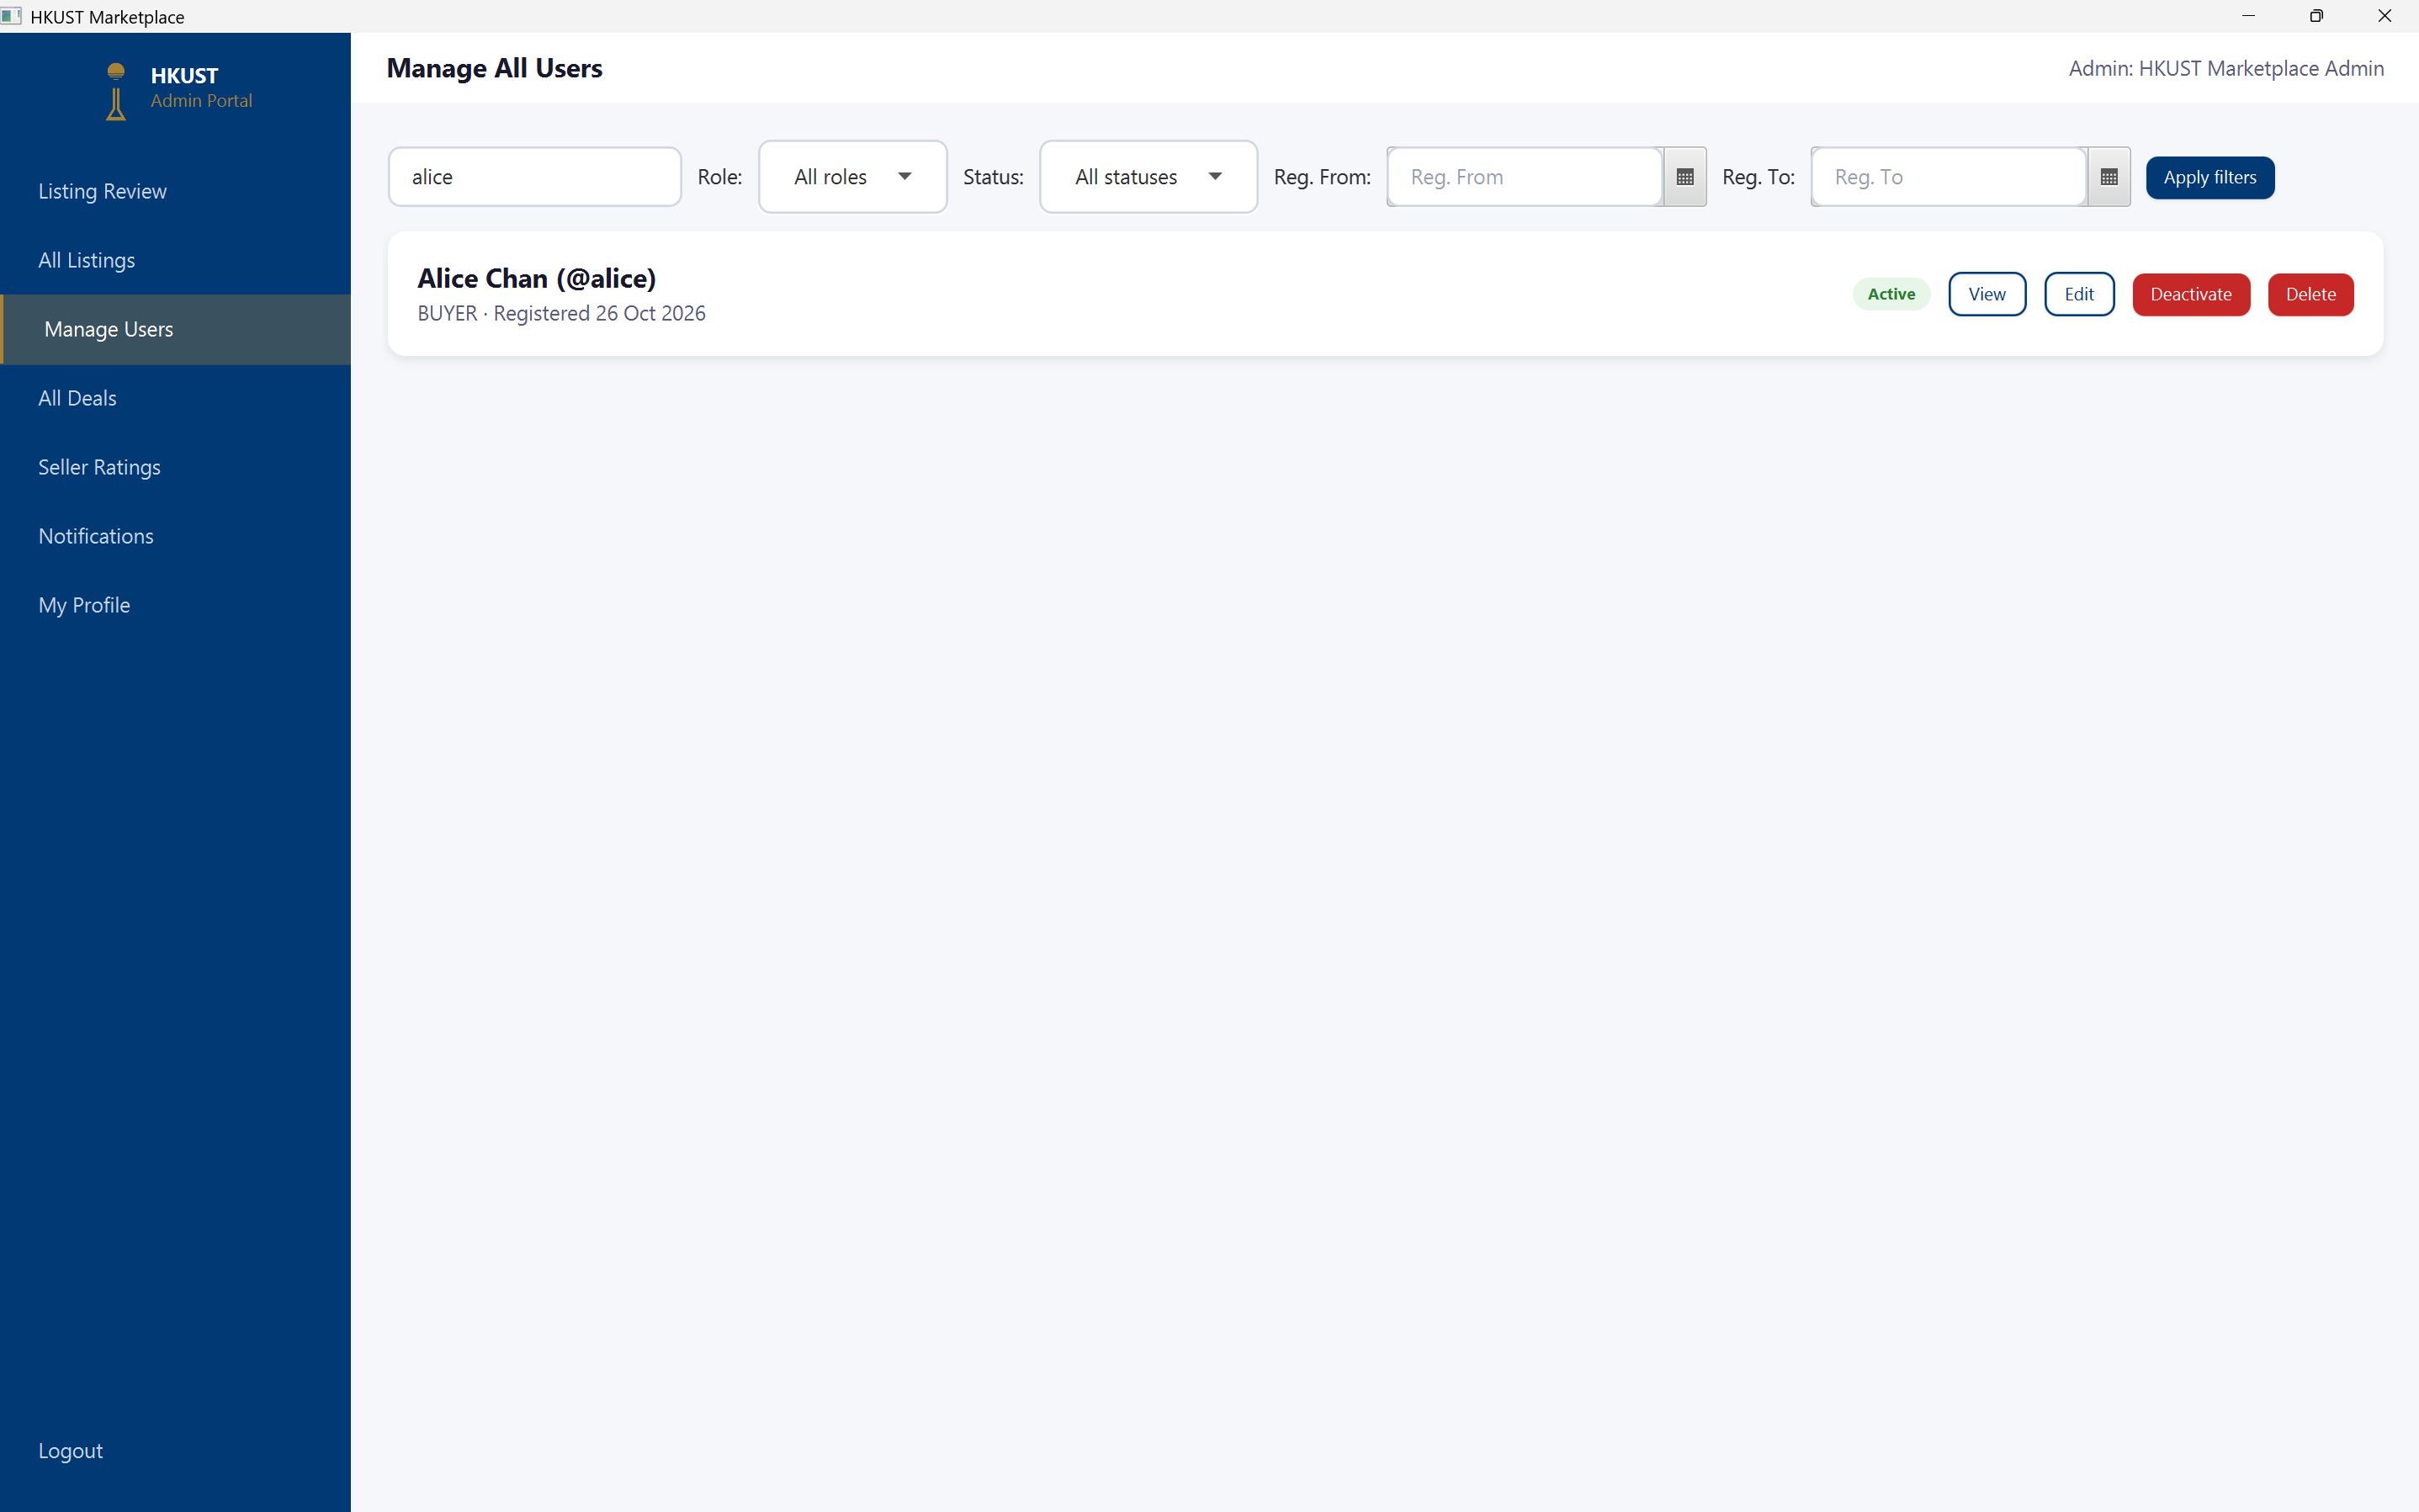 HKUST Marketplace
HKUST
Admin Portal
Listing Review
All Listings
Manage Users
All Deals
Seller Ratings
Notifications
My Profile
Logout
Manage All Users
Admin: HKUST Marketplace Admin
alice Role: All roles Status: All statuses Reg. From: Reg. From Reg. To: Reg. To Apply filters
Alice Chan (@alice)
BUYER · Registered 26 Oct 2026
Active View Edit Deactivate Delete